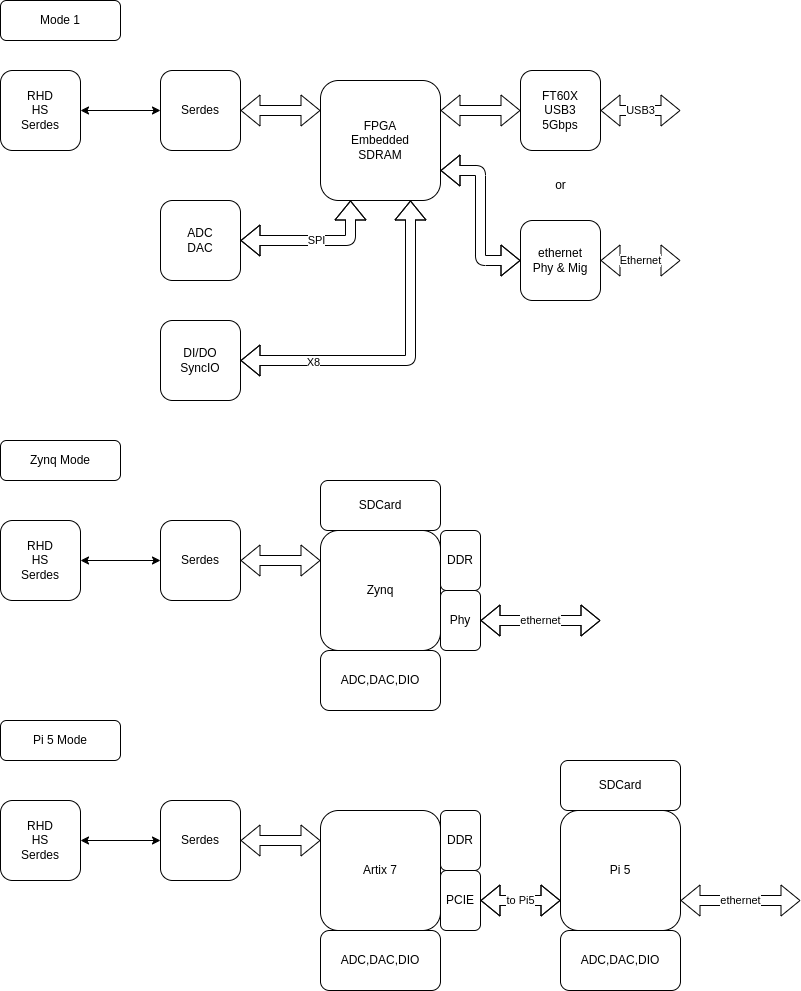 Mode 1
RHD
HS
Serdes
Serdes
FPGA
Embedded
SDRAM
FT60X
USB3
5Gbps
USB3
or
ADC
DAC
SPI
ethernet
Phy & Mig
Ethernet
DI/DO
SyncIO
X8
Zynq Mode
SDCard
RHD
HS
Serdes
Serdes
Zynq
DDR
Phy
ethernet
ADC,DAC,DIO
Pi 5 Mode
SDCard
RHD
HS
Serdes
Serdes
Artix 7
DDR
PCIE
to Pi5
Pi 5
ethernet
ADC,DAC,DIO
ADC,DAC,DIO